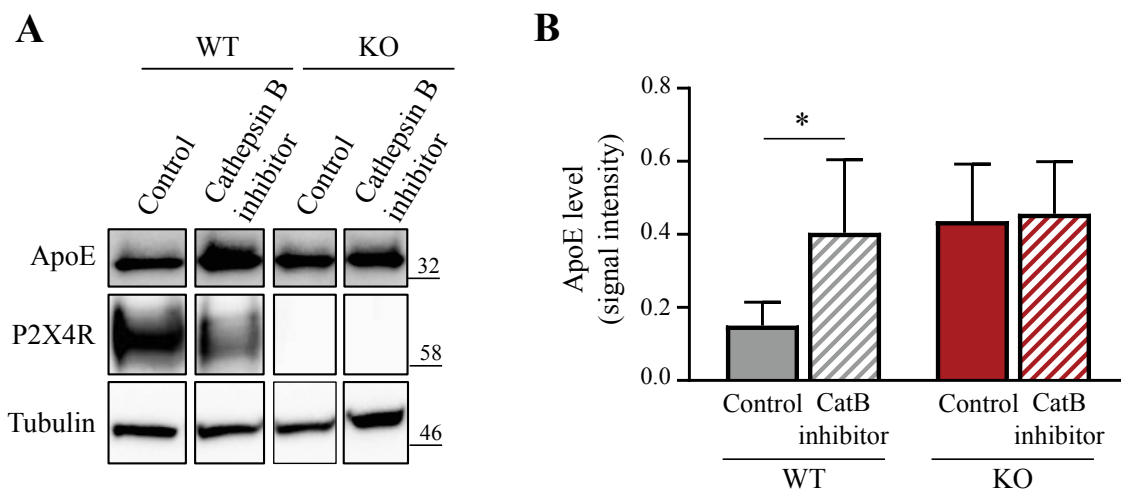 A
WT
KO
Control
Cathepsin B
inhibitor
Control
Cathepsin B
inhibitor
ApoE
32
P2X4R
58
Tubulin
46
B
ApoE level
(signal intensity)
0.8
0.6
0.4
0.2
0.0
*
Control
CatB
inhibitor
Control
CatB
inhibitor
WT
KO